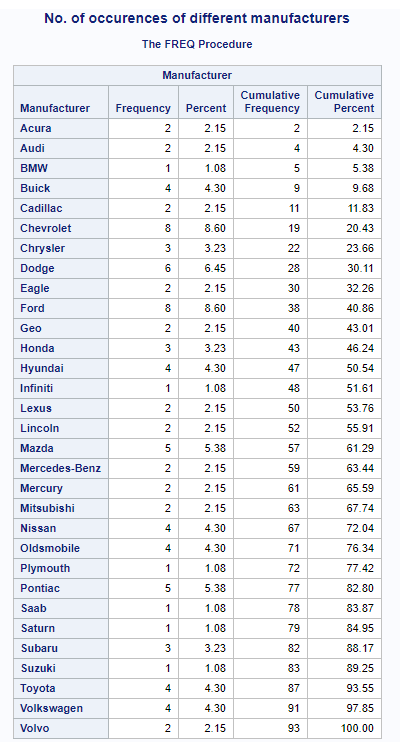 No. of occurences of different manufacturers
The FREQ Procedure
Manufacturer
Manufacturer Frequency Percent Cumulative Frequency Cumulative Percent
Acura 2 2.15 2 2.15
Audi 2 2.15 4 4.30
BMW 1 1.08 5 5.38
Buick 4 4.30 9 9.68
Cadillac 2 2.15 11 11.83
Chevrolet 8 8.60 19 20.43
Chrysler 3 3.23 22 23.66
Dodge 6 6.45 28 30.11
Eagle 2 2.15 30 32.26
Ford 8 8.60 38 40.86
Geo 2 2.15 40 43.01
Honda 3 3.23 43 46.24
Hyundai 4 4.30 47 50.54
Infiniti 1 1.08 48 51.61
Lexus 2 2.15 50 53.76
Lincoln 2 2.15 52 55.91
Mazda 5 5.38 57 61.29
Mercedes-Benz 2 2.15 59 63.44
Mercury 2 2.15 61 65.59
Mitsubishi 2 2.15 63 67.74
Nissan 4 4.30 67 72.04
Oldsmobile 4 4.30 71 76.34
Plymouth 1 1.08 72 77.42
Pontiac 5 5.38 77 82.80
Saab 1 1.08 78 83.87
Saturn 1 1.08 79 84.95
Subaru 3 3.23 82 88.17
Suzuki 1 1.08 83 89.25
Toyota 4 4.30 87 93.55
Volkswagen 4 4.30 91 97.85
Volvo 2 2.15 93 100.00